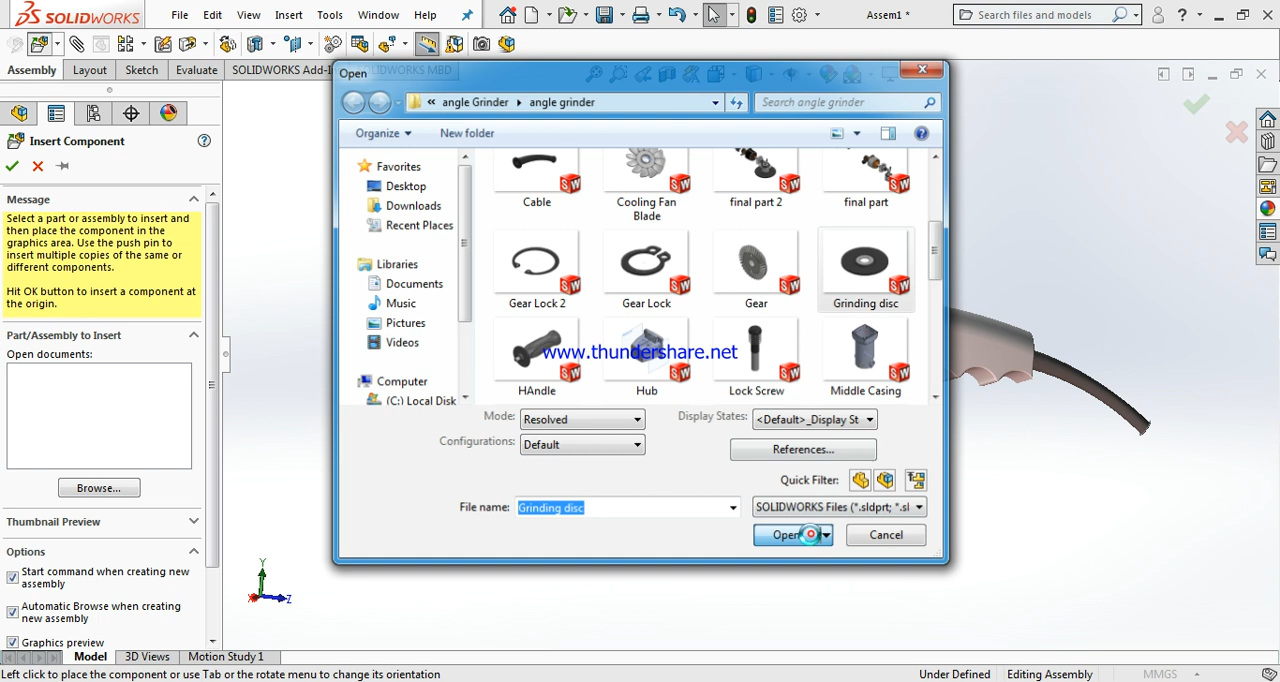 SOLIDWORKS
File Edit View Insert Tools Window Help
Assem1 *
Search files and models
Assembly Layout Sketch Evaluate SOLIDWORKS Add-I LIDWORKS MBD
Insert Component
Message
Select a part or assembly to insert and
then place the component in the
graphics area. Use the push pin to
insert multiple copies of the same or
different components.
Hit OK button to insert a component at
the origin.
Part/Assembly to Insert
Open documents:
Browse...
Thumbnail Preview
Options
Start command when creating new
assembly
Automatic Browse when creating
new assembly
Graphics preview
Open
« angle Grinder ▸ angle grinder
Search angle grinder
Organize New folder
Favorites
Desktop
Downloads
Recent Places
Libraries
Documents
Music
Pictures
Videos
Computer
(C:) Local Disk
Cable
Cooling Fan
Blade
final part 2
final part
Gear Lock 2
Gear Lock
Gear
Grinding disc
HAndle
Hub
Lock Screw
Middle Casing
www.thundershare.net
Mode: Resolved
Display States: <Default>_Display St
Configurations: Default
References...
Quick Filter:
File name: Grinding disc
SOLIDWORKS Files (*.sldprt; *.sl
Open
Cancel
Y
X
Z
Model 3D Views Motion Study 1
Left click to place the component or use Tab or the rotate menu to change its orientation
Under Defined Editing Assembly MMGS